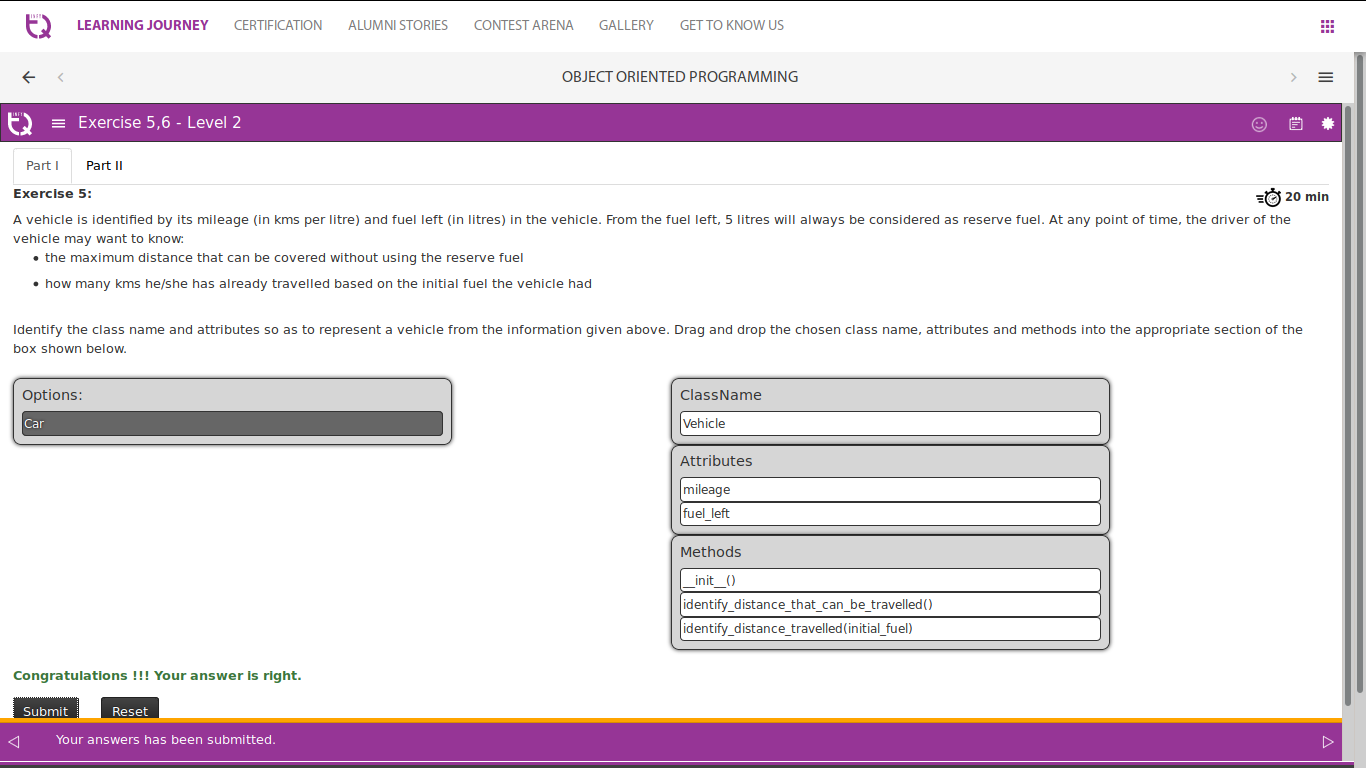 LEARNING JOURNEY CERTIFICATION ALUMNI STORIES CONTEST ARENA GALLERY GET TO KNOW US
OBJECT ORIENTED PROGRAMMING
Exercise 5,6 - Level 2
Part I Part II
Exercise 5:
20 min
A vehicle is identified by its mileage (in kms per litre) and fuel left (in litres) in the vehicle. From the fuel left, 5 litres will always be considered as reserve fuel. At any point of time, the driver of the
vehicle may want to know:
• the maximum distance that can be covered without using the reserve fuel
• how many kms he/she has already travelled based on the initial fuel the vehicle had
Identify the class name and attributes so as to represent a vehicle from the information given above. Drag and drop the chosen class name, attributes and methods into the appropriate section of the
box shown below.
Options:
Car
ClassName
Vehicle
Attributes
mileage
fuel_left
Methods
__init__()
identify_distance_that_can_be_travelled()
identify_distance_travelled(initial_fuel)
Congratulations !!! Your answer is right.
Submit Reset
Your answers has been submitted.